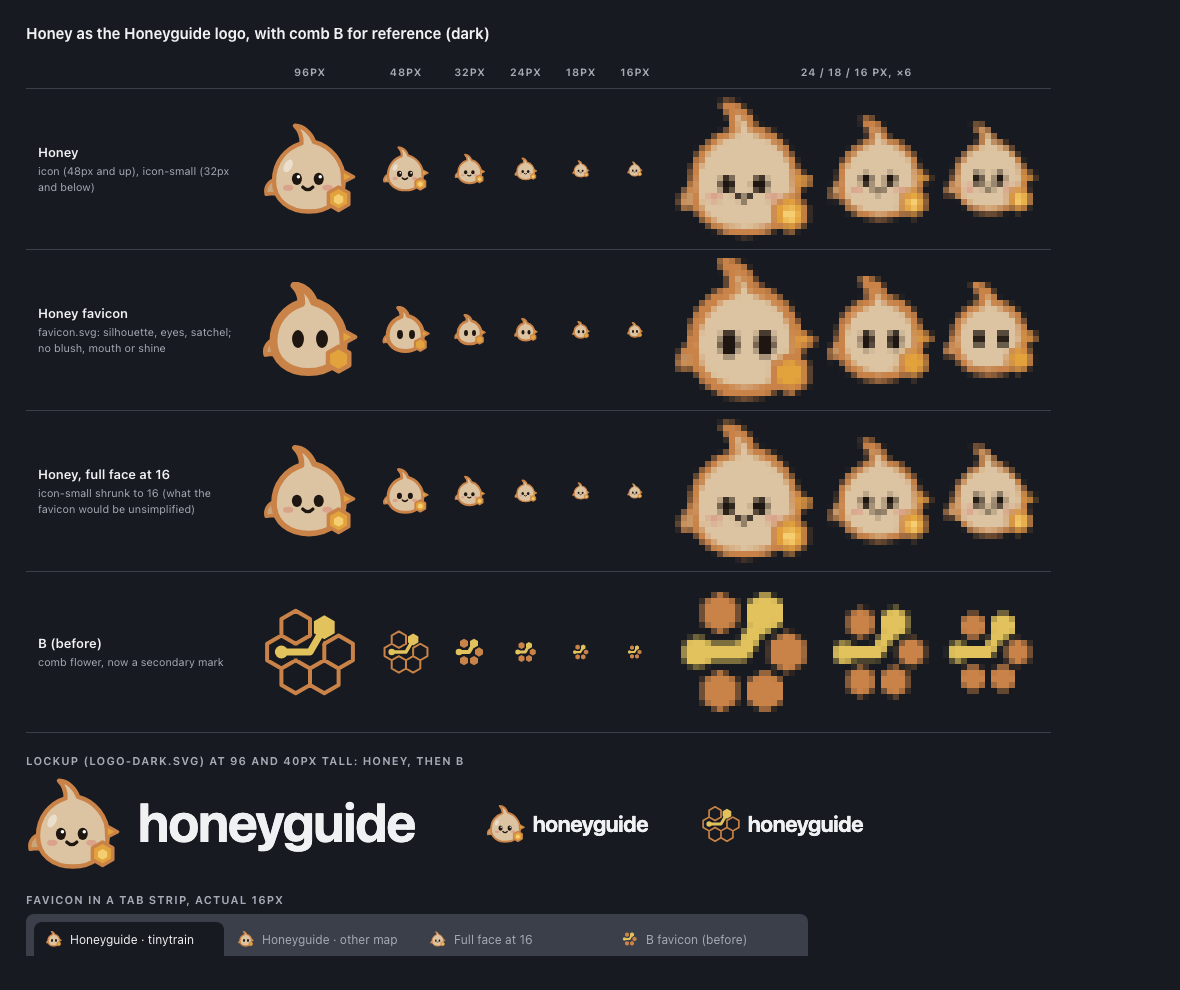 Honey as the Honeyguide logo, with comb B for reference (dark)
96PX 48PX 32PX 24PX 18PX 16PX 24 / 18 / 16 PX, ×6
Honey
icon (48px and up), icon-small (32px
and below)
Honey favicon
favicon.svg: silhouette, eyes, satchel;
no blush, mouth or shine
Honey, full face at 16
icon-small shrunk to 16 (what the
favicon would be unsimplified)
B (before)
comb flower, now a secondary mark
LOCKUP (LOGO-DARK.SVG) AT 96 AND 40PX TALL: HONEY, THEN B
honeyguide honeyguide honeyguide
FAVICON IN A TAB STRIP, ACTUAL 16PX
Honeyguide · tinytrain Honeyguide · other map Full face at 16 B favicon (before)